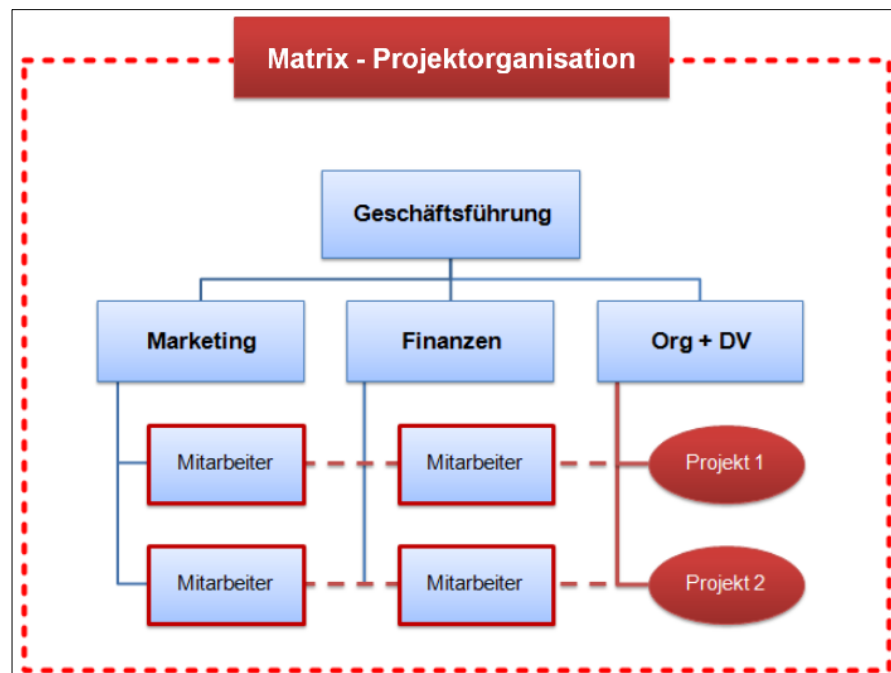 Matrix - Projektorganisation
Geschäftsführung
Marketing
Finanzen
Org + DV
Mitarbeiter
Mitarbeiter
Projekt 1
Mitarbeiter
Mitarbeiter
Projekt 2